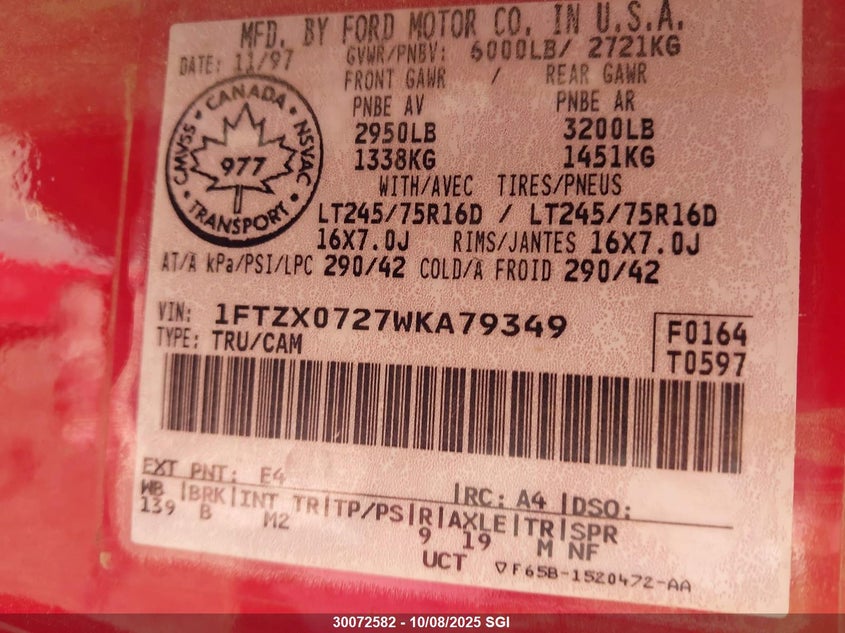 MFD. BY FORD MOTOR CO. IN U.S.A.
DATE: 11/97 GVWR/PNBV: 6000LB/ 2721KG
FRONT GAWR / REAR GAWR
PNBE AV PNBE AR
2950LB 3200LB
1338KG 1451KG
CANADA
CMVSS NSVAC
977
TRANSPORT
WITH/AVEC TIRES/PNEUS
LT245/75R16D / LT245/75R16D
16X7.0J RIMS/JANTES 16X7.0J
AT/A kPa/PSI/LPC 290/42 COLD/A FROID 290/42
VIN: 1FTZX0727WKA79349
TYPE: TRU/CAM
F0164
T0597
EXT PNT: E4 RC: A4 DSO:
WB BRK INT TR TP/PS R AXLE TR SPR
139 B M2 9 19 M NF
UCT ▽F65B-1520472-AA
30072582 - 10/08/2025 SGI